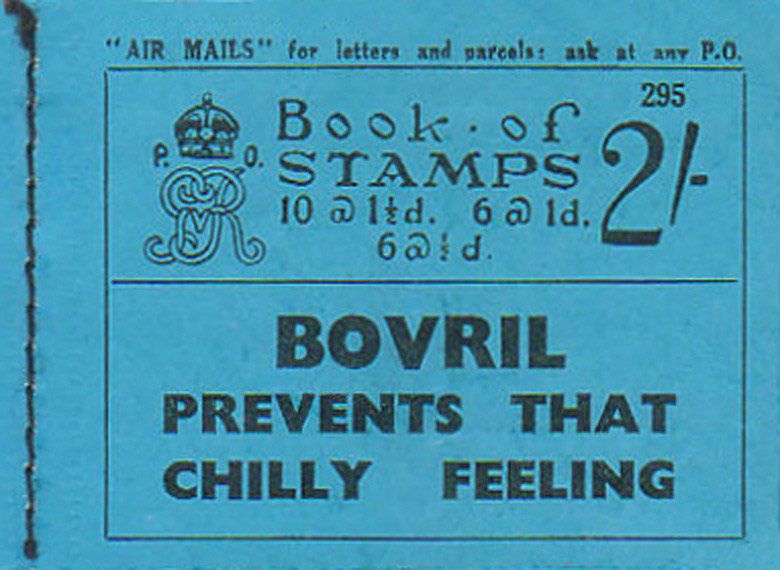 "AIR MAILS" for letters and parcels: ask at any P.O.
295
Book · of
STAMPS
2/-
P. O.
GVR
10 @ 1½d. 6 @ 1d.
6 @ ½d.
BOVRIL
PREVENTS THAT
CHILLY FEELING